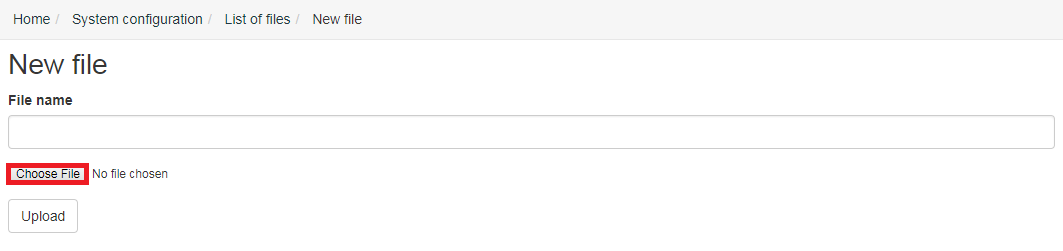 Home / System configuration / List of files / New file
New file
File name
Choose File No file chosen
Upload